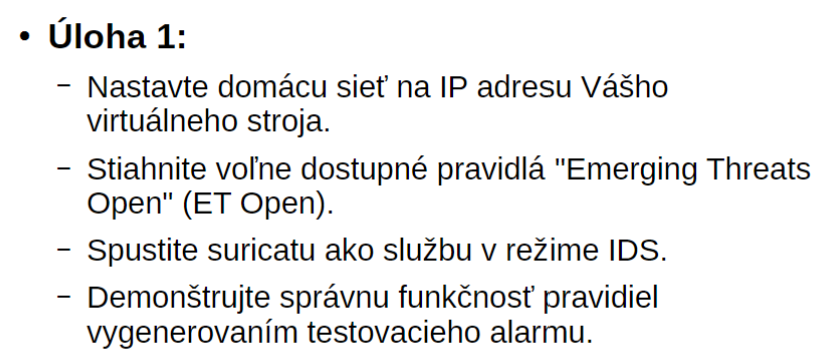 • Úloha 1:
– Nastavte domácu sieť na IP adresu Vášho
virtuálneho stroja.
– Stiahnite voľne dostupné pravidlá "Emerging Threats
Open" (ET Open).
– Spustite suricatu ako službu v režime IDS.
– Demonštrujte správnu funkčnosť pravidiel
vygenerovaním testovacieho alarmu.